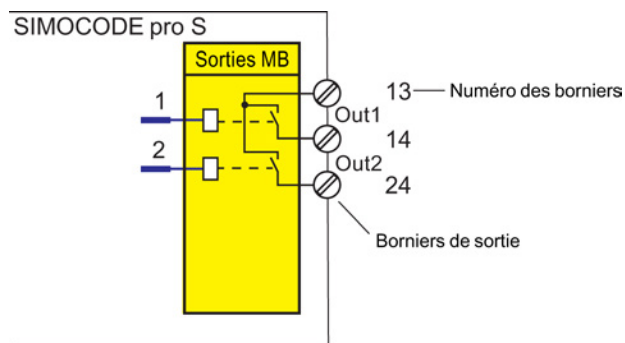 SIMOCODE pro S
Sorties MB
1
13
Numéro des borniers
Out1
14
2
Out2
24
Borniers de sortie